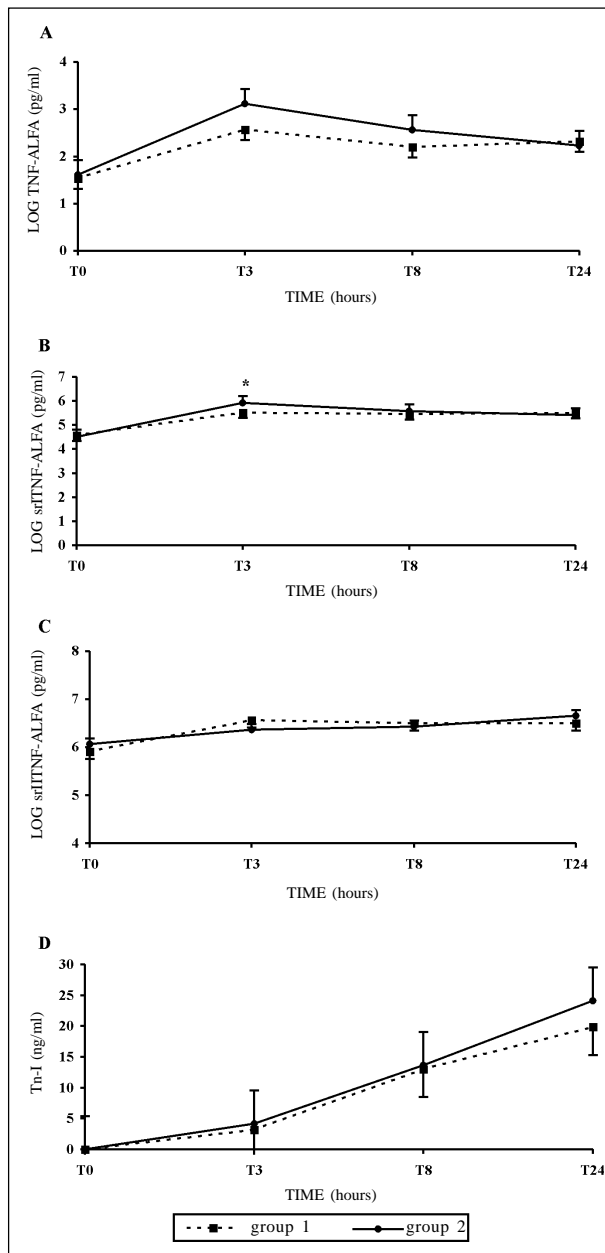 A
LOG TNF-ALFA (pg/ml)
4
3
2
1
0
T0 T3 T8 T24
TIME (hours)
B
LOG srITNF-ALFA (pg/ml)
7
6
5
4
3
2
1
0
*
T0 T3 T8 T24
TIME (hours)
C
LOG srIITNF-ALFA (pg/ml)
8
7
6
4
T0 T3 T8 T24
TIME (hours)
D
Tn-I (ng/ml)
30
25
20
15
10
5
0
T0 T3 T8 T24
TIME (hours)
group 1 group 2